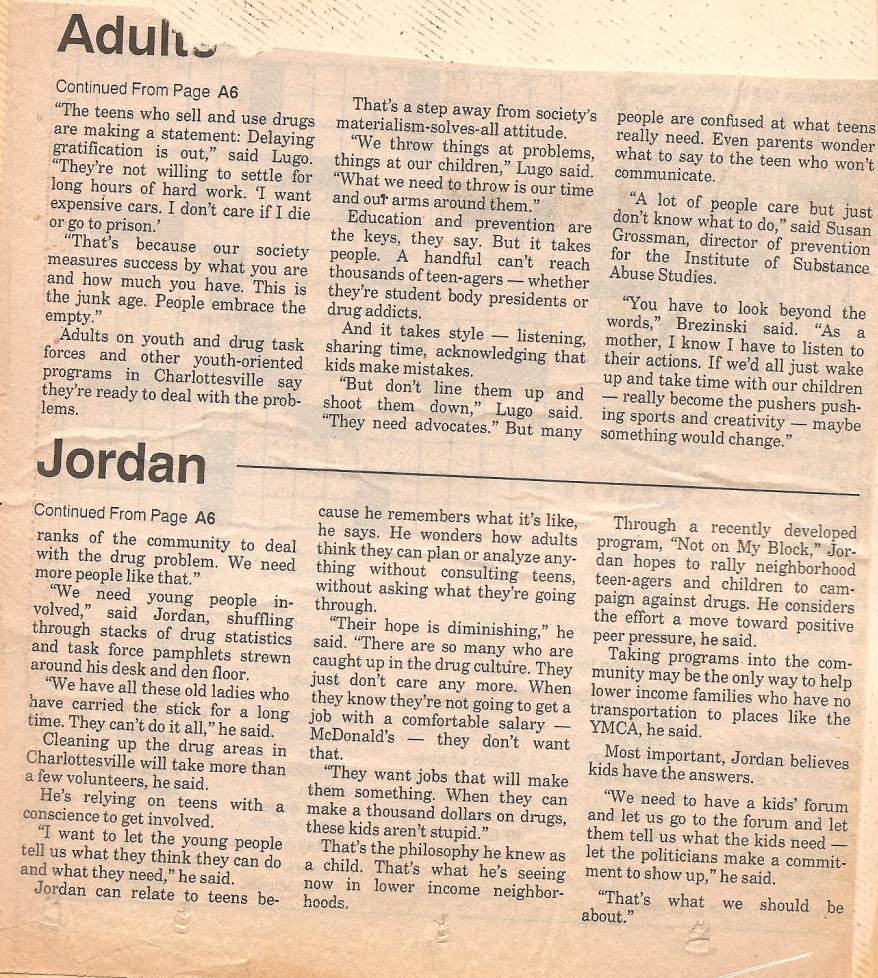 Adults
Continued From Page A6
“The teens who sell and use drugs
are making a statement: Delaying
gratification is out,” said Lugo.
“They’re not willing to settle for
long hours of hard work. ‘I want
expensive cars. I don’t care if I die
or go to prison.’
“That’s because our society
measures success by what you are
and how much you have. This is
the junk age. People embrace the
empty.”
Adults on youth and drug task
forces and other youth-oriented
programs in Charlottesville say
they’re ready to deal with the prob-
lems.
That’s a step away from society’s
materialism-solves-all attitude.
“We throw things at problems,
things at our children,” Lugo said.
“What we need to throw is our time
and our arms around them.”
Education and prevention are
the keys, they say. But it takes
people. A handful can’t reach
thousands of teen-agers — whether
they’re student body presidents or
drug addicts.
And it takes style — listening,
sharing time, acknowledging that
kids make mistakes.
“But don’t line them up and
shoot them down,” Lugo said.
“They need advocates.” But many
people are confused at what teens
really need. Even parents wonder
what to say to the teen who won’t
communicate.
“A lot of people care but just
don’t know what to do,” said Susan
Grossman, director of prevention
for the Institute of Substance
Abuse Studies.
“You have to look beyond the
words,” Brezinski said. “As a
mother, I know I have to listen to
their actions. If we’d all just wake
up and take time with our children
— really become the pushers push-
ing sports and creativity — maybe
something would change.”
Jordan
Continued From Page A6
ranks of the community to deal
with the drug problem. We need
more people like that.”
“We need young people in-
volved,” said Jordan, shuffling
through stacks of drug statistics
and task force pamphlets strewn
around his desk and den floor.
“We have all these old ladies who
have carried the stick for a long
time. They can’t do it all,” he said.
Cleaning up the drug areas in
Charlottesville will take more than
a few volunteers, he said.
He’s relying on teens with a
conscience to get involved.
“I want to let the young people
tell us what they think they can do
and what they need,” he said.
Jordan can relate to teens be-
cause he remembers what it’s like,
he says. He wonders how adults
think they can plan or analyze any-
thing without consulting teens,
without asking what they’re going
through.
“Their hope is diminishing,” he
said. “There are so many who are
caught up in the drug culture. They
just don’t care any more. When
they know they’re not going to get a
job with a comfortable salary —
McDonald’s — they don’t want
that.
“They want jobs that will make
them something. When they can
make a thousand dollars on drugs,
these kids aren’t stupid.”
That’s the philosophy he knew as
a child. That’s what he’s seeing
now in lower income neighbor-
hoods.
Through a recently developed
program, “Not on My Block,” Jor-
dan hopes to rally neighborhood
teen-agers and children to cam-
paign against drugs. He considers
the effort a move toward positive
peer pressure, he said.
Taking programs into the com-
munity may be the only way to help
lower income families who have no
transportation to places like the
YMCA, he said.
Most important, Jordan believes
kids have the answers.
“We need to have a kids’ forum
and let us go to the forum and let
them tell us what the kids need —
let the politicians make a commit-
ment to show up,” he said.
“That’s what we should be
about.”